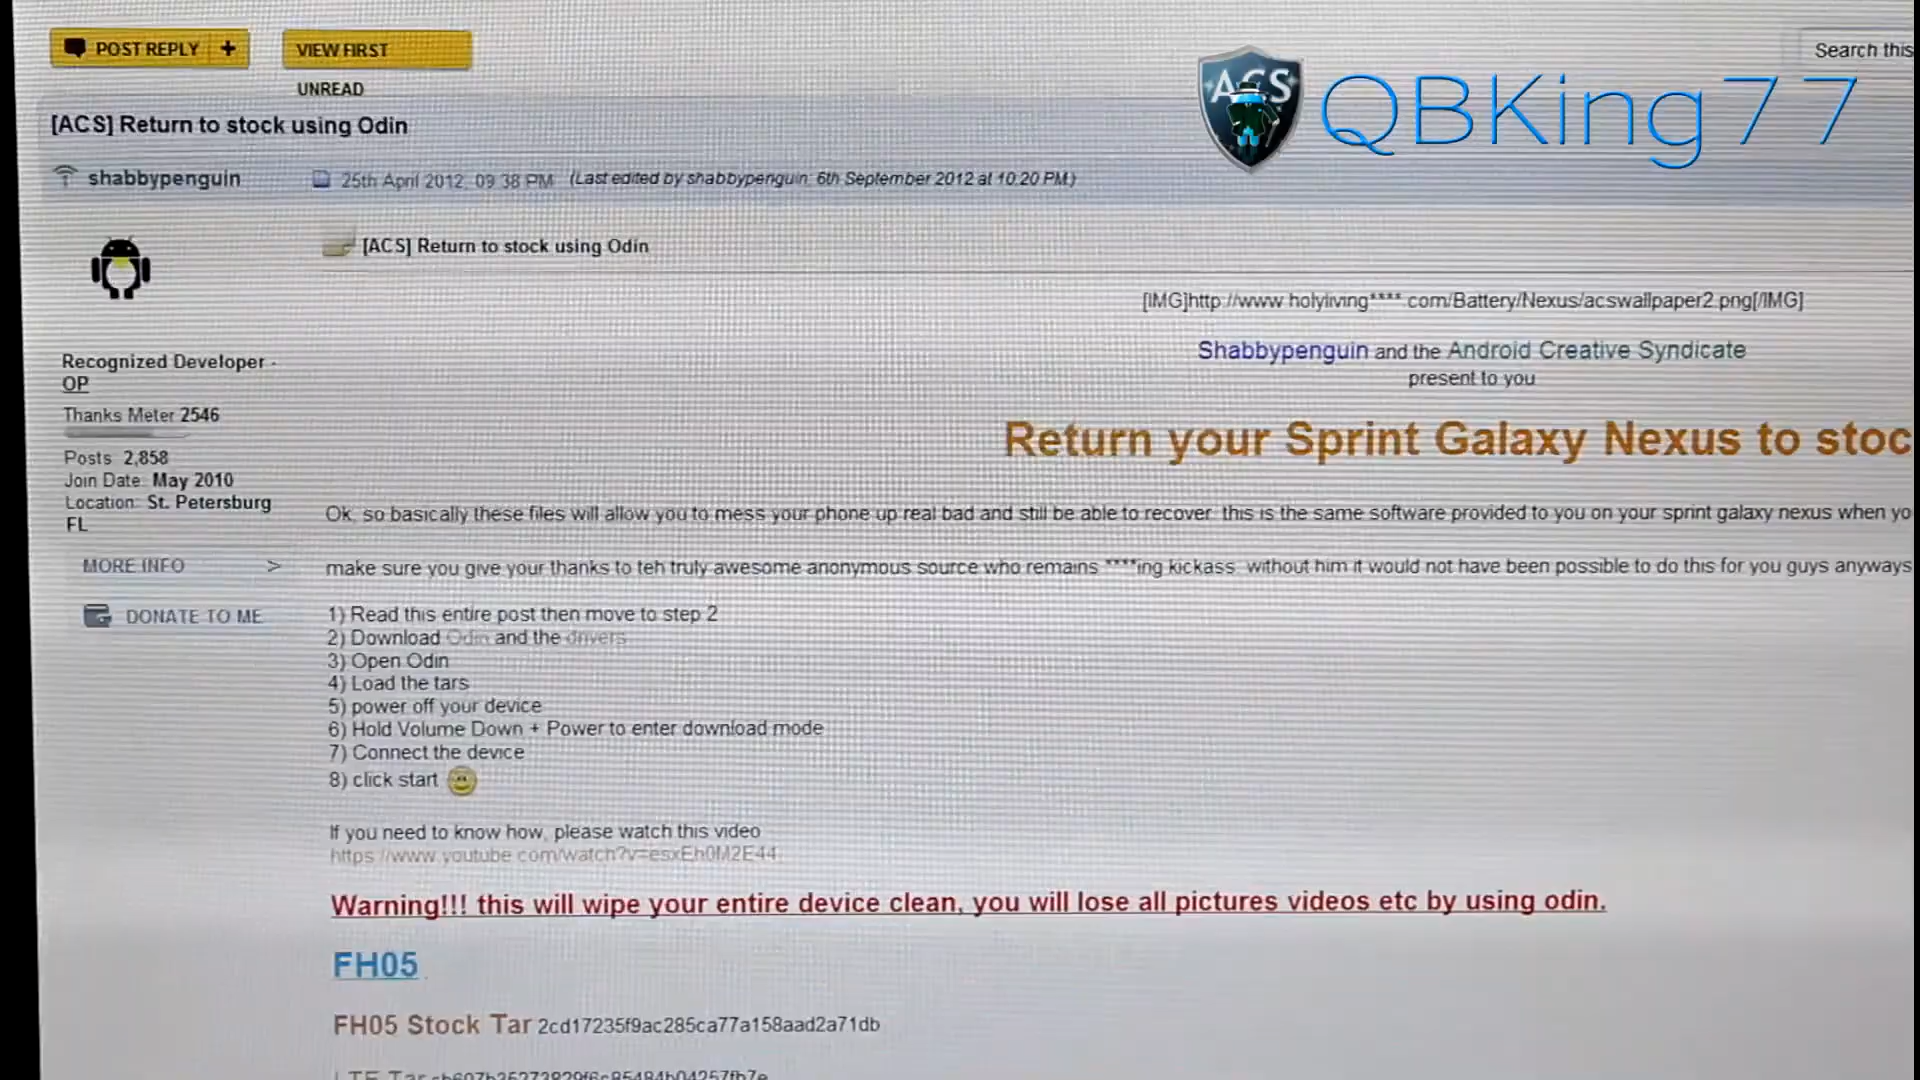 POST REPLY +
VIEW FIRST
UNREAD
Search this
ACS
QBKing77
[ACS] Return to stock using Odin
shabbypenguin
25th April 2012, 09:38 PM (Last edited by shabbypenguin; 6th September 2012 at 10:20 PM.)
[ACS] Return to stock using Odin
[IMG]http://www.holyliving****.com/Battery/Nexus/acswallpaper2.png[/IMG]
Shabbypenguin and the Android Creative Syndicate
present to you
Recognized Developer -
OP
Thanks Meter 2546
Return your Sprint Galaxy Nexus to stoc
Posts: 2,858
Join Date: May 2010
Location: St. Petersburg
FL
Ok, so basically these files will allow you to mess your phone up real bad and still be able to recover. this is the same software provided to you on your sprint galaxy nexus when yo
MORE INFO >
make sure you give your thanks to teh truly awesome anonymous source who remains ****ing kickass. without him it would not have been possible to do this for you guys anyways
DONATE TO ME
1) Read this entire post then move to step 2
2) Download Odin and the drivers.
3) Open Odin
4) Load the tars
5) power off your device
6) Hold Volume Down + Power to enter download mode
7) Connect the device
8) click start
If you need to know how, please watch this video
https://www.youtube.com/watch?v=esxEh0M2E44
Warning!!! this will wipe your entire device clean, you will lose all pictures videos etc by using odin.
FH05
FH05 Stock Tar 2cd17235f9ac285ca77a158aad2a71db
LTE Tar